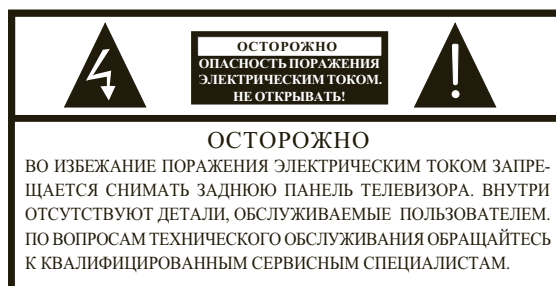 ОСТОРОЖНО
ОПАСНОСТЬ ПОРАЖЕНИЯ
ЭЛЕКТРИЧЕСКИМ ТОКОМ.
НЕ ОТКРЫВАТЬ!
ОСТОРОЖНО
ВО ИЗБЕЖАНИЕ ПОРАЖЕНИЯ ЭЛЕКТРИЧЕСКИМ ТОКОМ ЗАПРЕ-
ЩАЕТСЯ СНИМАТЬ ЗАДНЮЮ ПАНЕЛЬ ТЕЛЕВИЗОРА. ВНУТРИ
ОТСУТСТВУЮТ ДЕТАЛИ, ОБСЛУЖИВАЕМЫЕ ПОЛЬЗОВАТЕЛЕМ.
ПО ВОПРОСАМ ТЕХНИЧЕСКОГО ОБСЛУЖИВАНИЯ ОБРАЩАЙТЕСЬ
К КВАЛИФИЦИРОВАННЫМ СЕРВИСНЫМ СПЕЦИАЛИСТАМ.